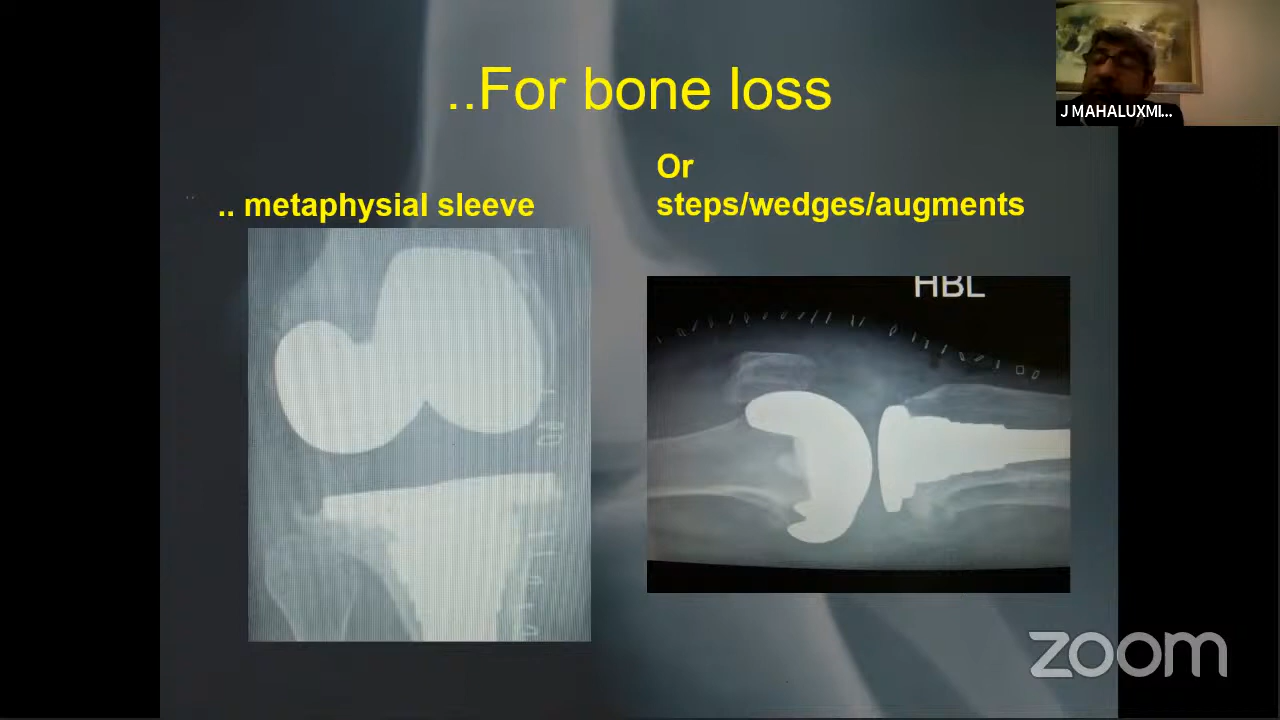 ..For bone loss
J MAHALUXMI...
Or
.. metaphysial sleeve
steps/wedges/augments
HBL
zoom